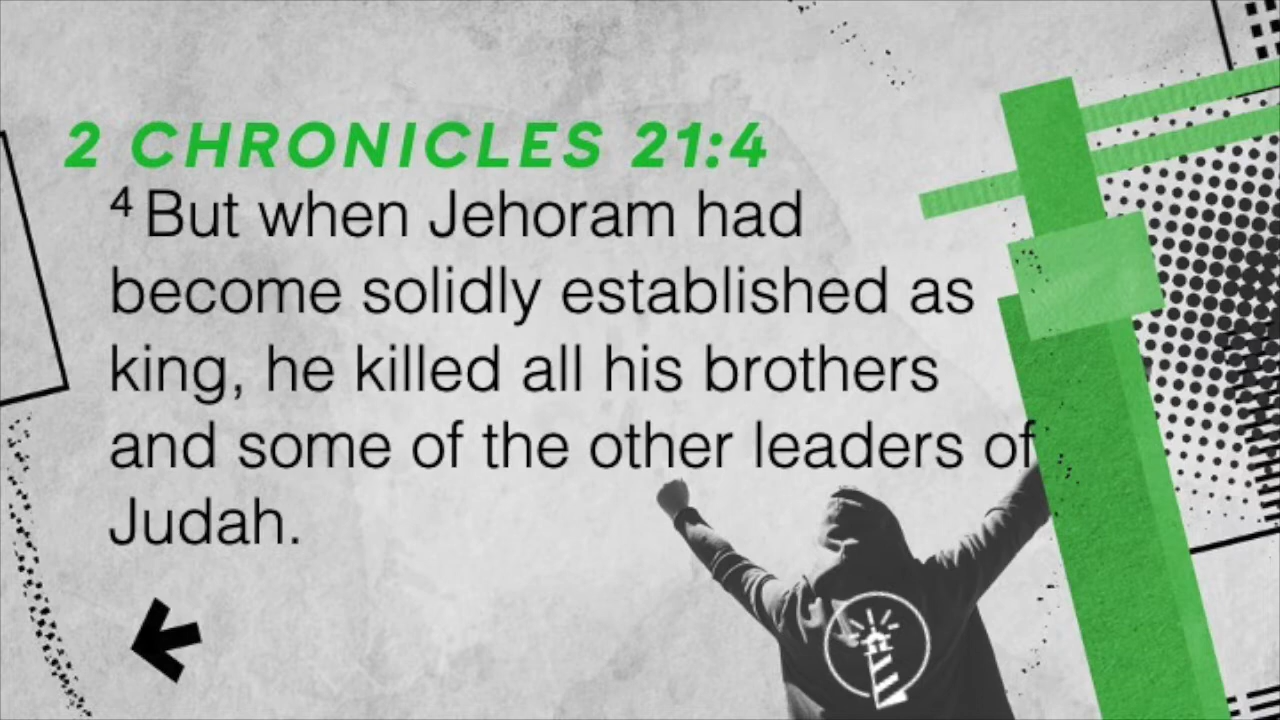 2 CHRONICLES 21:4
4 But when Jehoram had
become solidly established as
king, he killed all his brothers
and some of the other leaders of
Judah.